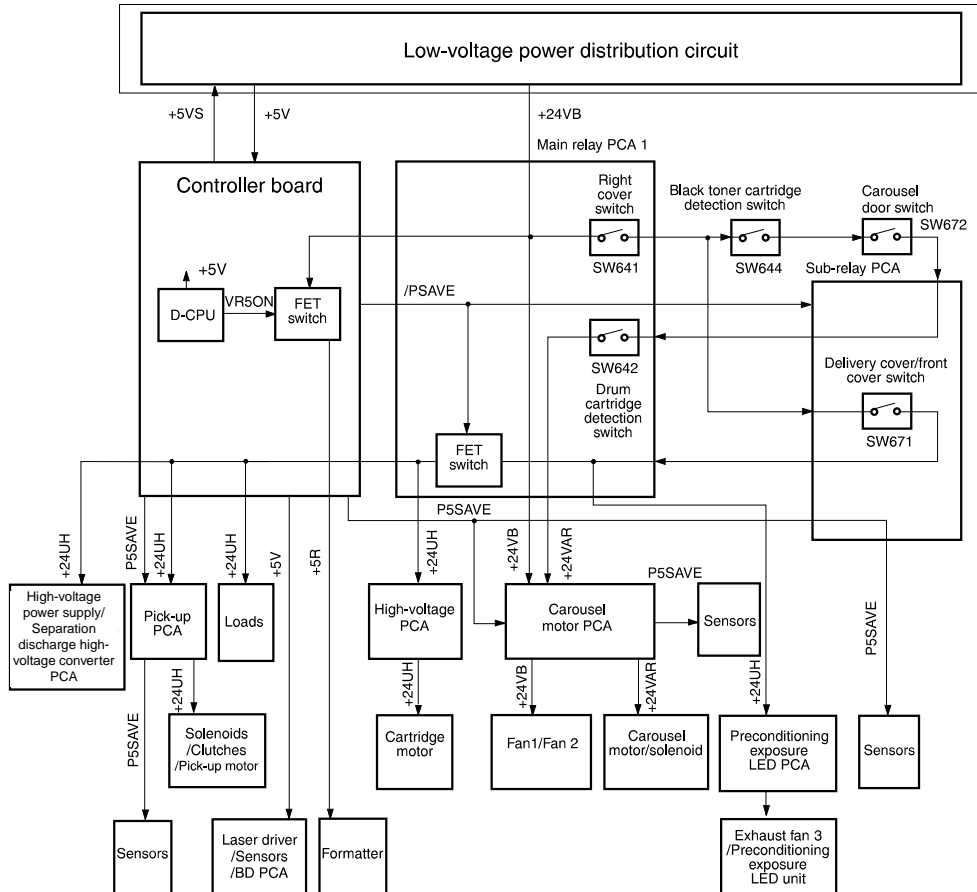 Low-voltage power distribution circuit
+5VS
+5V
+24VB
Main relay PCA 1
Controller board
Right
cover
switch
Black toner cartridge
detection switch
Carousel
door switch
SW672
SW641
SW644
Sub-relay PCA
+5V
VR5ON
D-CPU
FET
switch
/PSAVE
SW642
Drum
cartridge
detection
switch
Delivery cover/front
cover switch
SW671
FET
switch
P5SAVE
+24UH
P5SAVE
+24UH
+24UH
+5V
+5R
+24UH
+24VB
+24VAR
P5SAVE
+24UH
P5SAVE
High-voltage
power supply/
Separation
discharge high-
voltage converter
PCA
Pick-up
PCA
Loads
High-voltage
PCA
Carousel
motor PCA
Sensors
P5SAVE
+24UH
+24UH
+24VB
+24VAR
Solenoids
/Clutches
/Pick-up motor
Cartridge
motor
Fan1/Fan 2
Carousel
motor/solenoid
Preconditioning
exposure
LED PCA
Sensors
Sensors
Laser driver
/Sensors
/BD PCA
Formatter
Exhaust fan 3
/Preconditioning
exposure
LED unit